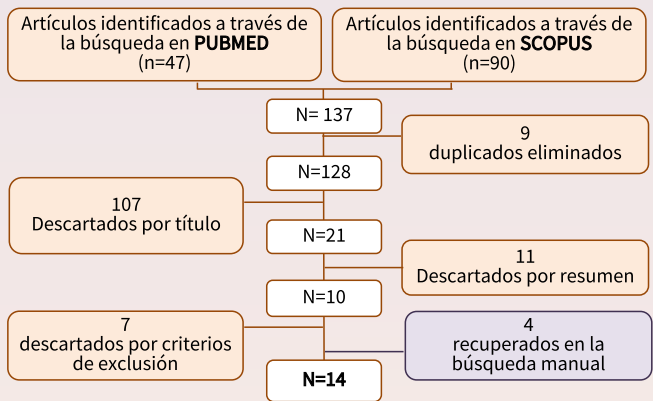 Artículos identificados a través de
la búsqueda en PUBMED
(n=47)
Artículos identificados a través de
la búsqueda en SCOPUS
(n=90)
N= 137
9
duplicados eliminados
N=128
107
Descartados por título
N=21
11
Descartados por resumen
N=10
7
descartados por criterios
de exclusión
4
recuperados en la
búsqueda manual
N=14